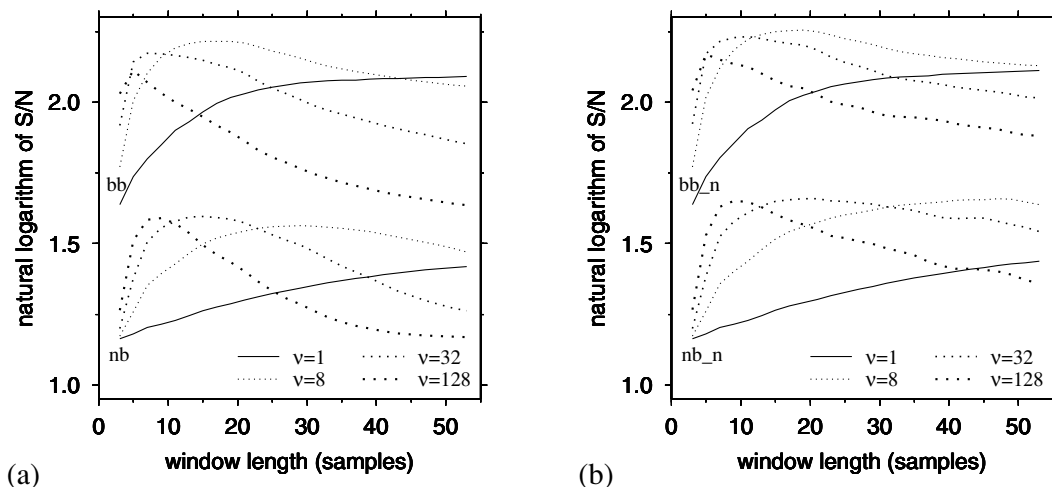 natural logarithm of S/N
2.0
1.5
1.0
bb
nb
ν=1
ν=8
ν=32
ν=128
0 10 20 30 40 50
window length (samples)
(a)
natural logarithm of S/N
2.0
1.5
1.0
bb_n
nb_n
ν=1
ν=8
ν=32
ν=128
0 10 20 30 40 50
window length (samples)
(b)